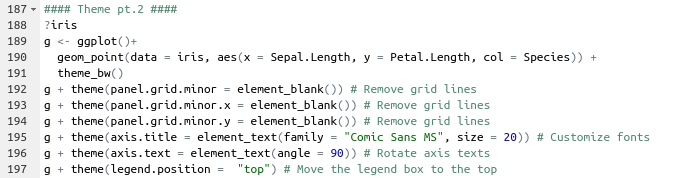 187 #### Theme pt.2 ####
188 ?iris
189 g <- ggplot()+
190   geom_point(data = iris, aes(x = Sepal.Length, y = Petal.Length, col = Species)) +
191   theme_bw()
192 g + theme(panel.grid.minor = element_blank()) # Remove grid lines
193 g + theme(panel.grid.minor.x = element_blank()) # Remove grid lines
194 g + theme(panel.grid.minor.y = element_blank()) # Remove grid lines
195 g + theme(axis.title = element_text(family = "Comic Sans MS", size = 20)) # Customize fonts
196 g + theme(axis.text = element_text(angle = 90)) # Rotate axis texts
197 g + theme(legend.position =  "top") # Move the legend box to the top